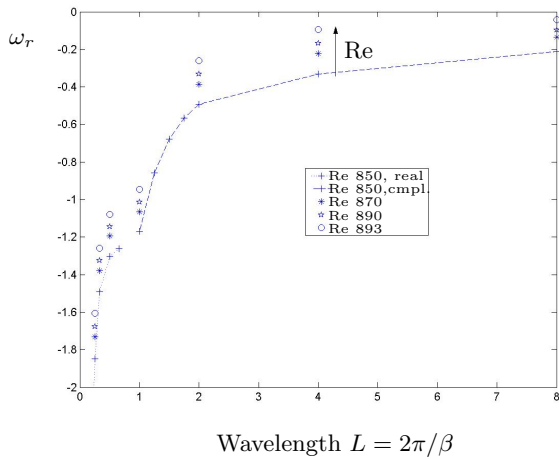 ωr
0
-0.2
-0.4
-0.6
-0.8
-1
-1.2
-1.4
-1.6
-1.8
-2
Re
Re 850, real
Re 850,cmpl.
Re 870
Re 890
Re 893
0 1 2 3 4 5 6 7 8
Wavelength L = 2π/β